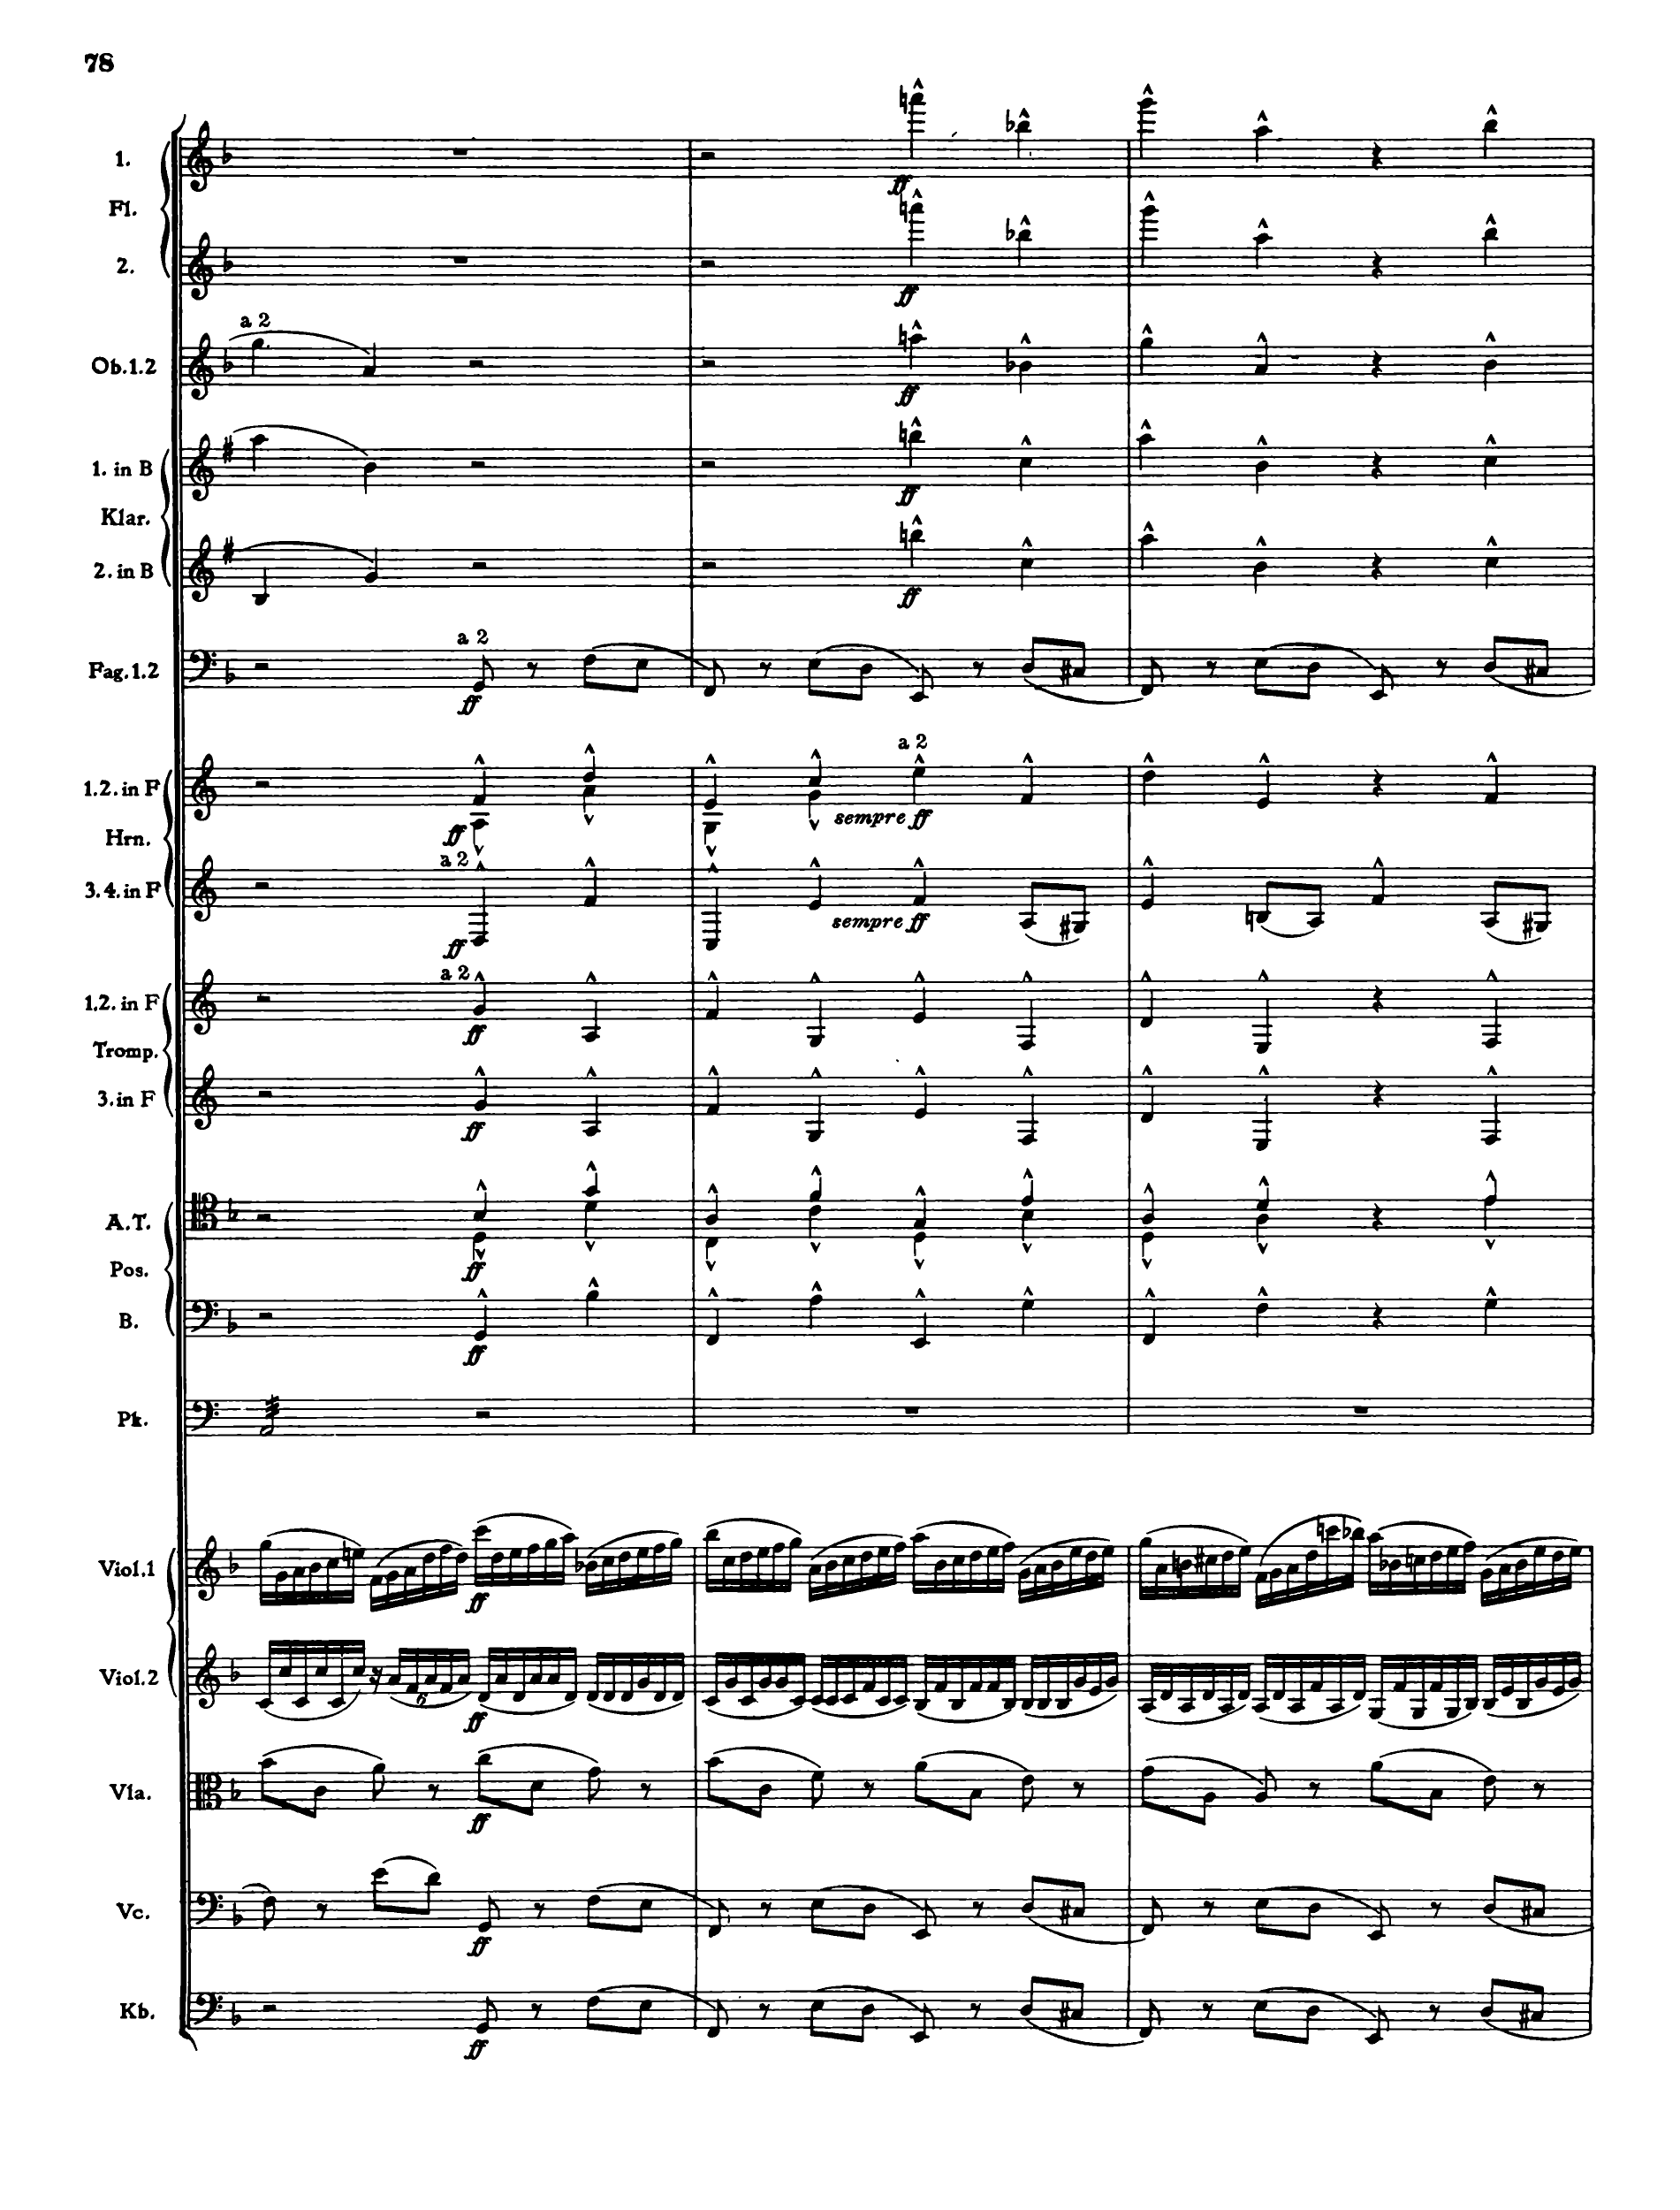 78
1.
Fl.
ff
2.
ff
a 2
Ob.1.2
ff
1. in B
ff
Klar.
2. in B
ff
a 2
Fag.1.2
ff
a 2
1.2. in F
sempre ff
ff
Hrn.
a 2
3.4. in F
sempre ff
ff
a 2
1.2. in F
ff
Tromp.
3. in F
ff
A.T.
ff
Pos.
B.
ff
Pk.
Viol.1
ff
Viol.2
6
ff
Vla.
ff
Vc.
ff
Kb.
ff